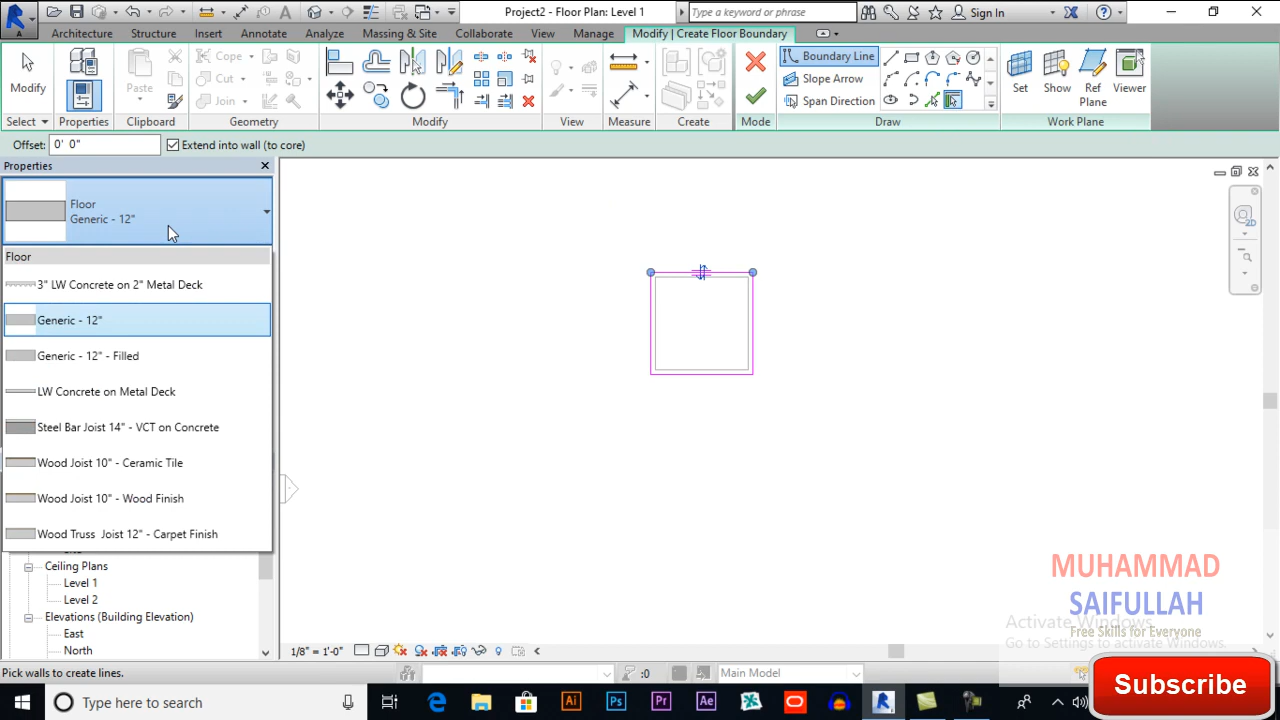 Project2 - Floor Plan: Level 1
Type a keyword or phrase
Sign In
Architecture Structure Insert Annotate Analyze Massing & Site Collaborate View Manage Modify | Create Floor Boundary
Modify
Cope
Cut
Join
Paste
Boundary Line
Slope Arrow
Span Direction
Set Show Ref Plane Viewer
Select Properties Clipboard Geometry Modify View Measure Create Mode Draw Work Plane
Offset: 0' 0" Extend into wall (to core)
Properties
Floor
Generic - 12"
Floor
3" LW Concrete on 2" Metal Deck
Generic - 12"
Generic - 12" - Filled
LW Concrete on Metal Deck
Steel Bar Joist 14" - VCT on Concrete
Wood Joist 10" - Ceramic Tile
Wood Joist 10" - Wood Finish
Wood Truss Joist 12" - Carpet Finish
Ceiling Plans
Level 1
Level 2
Elevations (Building Elevation)
East
North
2D
MUHAMMAD
SAIFULLAH
Free Skills for Everyone
Activate Windows
Go to Settings to activate Windows.
1/8" = 1'-0"
Pick walls to create lines.
:0
Main Model
Subscribe
Type here to search
Ai Ps Pr Ae